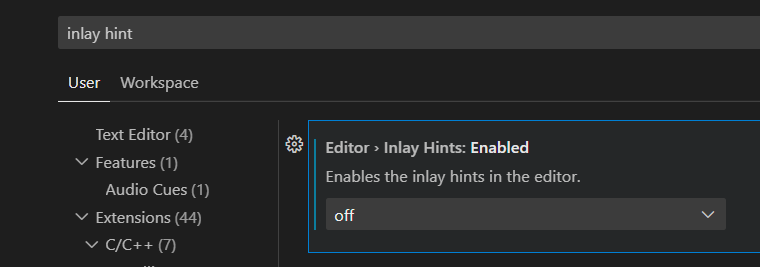 inlay hint
User Workspace
Text Editor (4)
Features (1)
Audio Cues (1)
Extensions (44)
C/C++ (7)
Editor › Inlay Hints: Enabled
Enables the inlay hints in the editor.
off